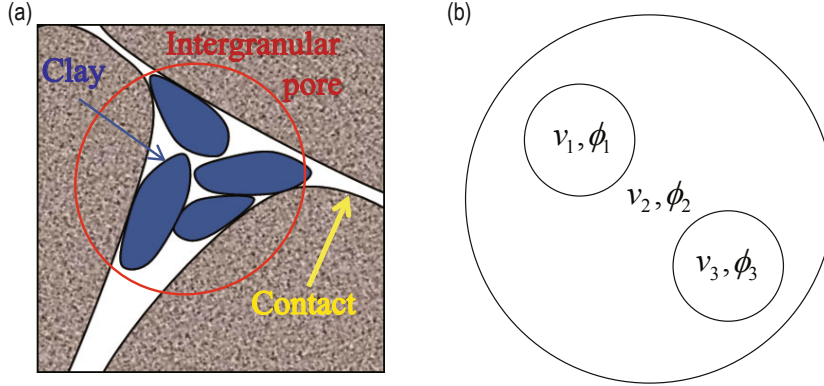 (a)
Intergranular
pore
Clay
Contact
(b)
v₁, ϕ₁
v₂, ϕ₂
v₃, ϕ₃